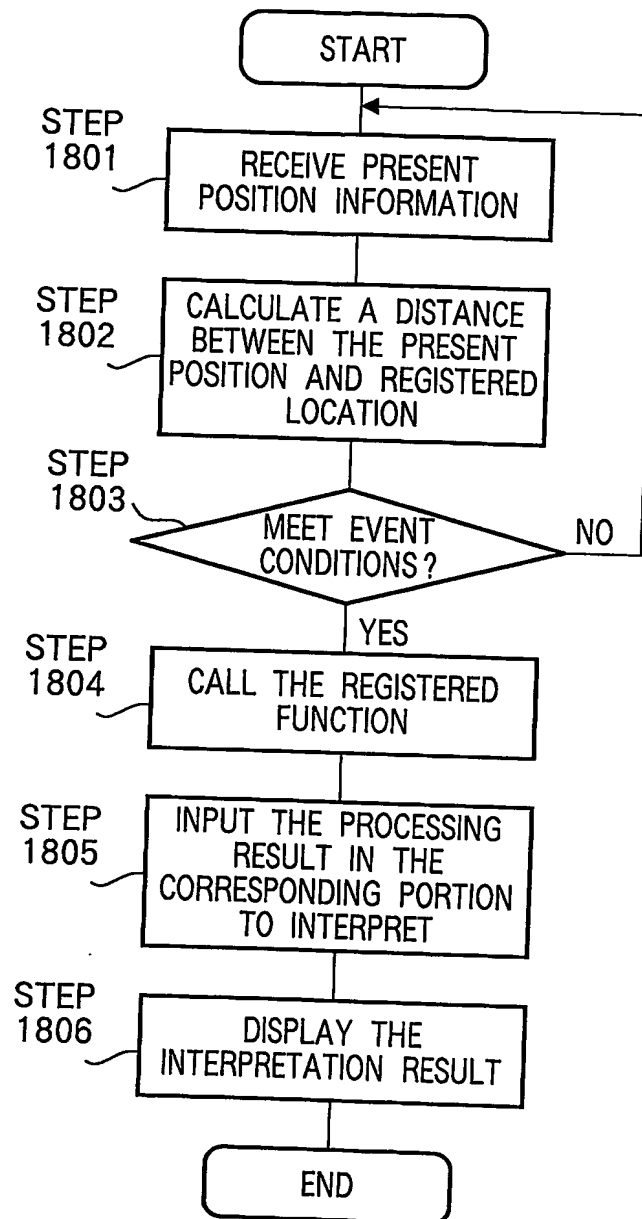 START
STEP
1801
RECEIVE PRESENT
POSITION INFORMATION
STEP
1802
CALCULATE A DISTANCE
BETWEEN THE PRESENT
POSITION AND REGISTERED
LOCATION
STEP
1803
MEET EVENT
CONDITIONS?
NO
YES
STEP
1804
CALL THE REGISTERED
FUNCTION
STEP
1805
INPUT THE PROCESSING
RESULT IN THE
CORRESPONDING PORTION
TO INTERPRET
STEP
1806
DISPLAY THE
INTERPRETATION RESULT
END